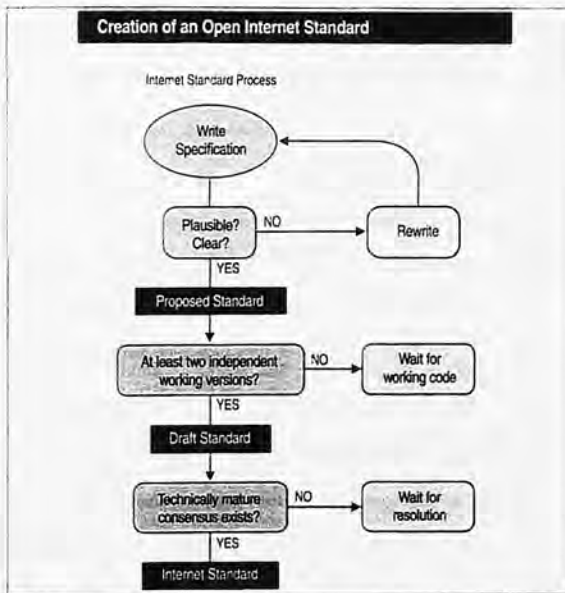 Creation of an Open Internet Standard
Internet Standard Process
Write
Specification
Plausible?
Clear?
NO
Rewrite
YES
Proposed Standard
At least two independent
working versions?
NO
Wait for
working code
YES
Draft Standard
Technically mature
consensus exists?
NO
Wait for
resolution
YES
Internet Standard